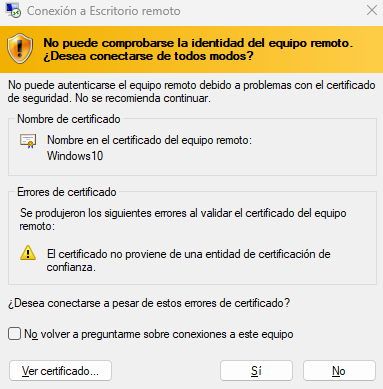 Conexión a Escritorio remoto
No puede comprobarse la identidad del equipo remoto.
¿Desea conectarse de todos modos?
No puede autenticarse el equipo remoto debido a problemas con el certificado
de seguridad. No se recomienda continuar.
Nombre de certificado
Nombre en el certificado del equipo remoto:
Windows10
Errores de certificado
Se produjeron los siguientes errores al validar el certificado del equipo
remoto:
El certificado no proviene de una entidad de certificación de
confianza.
¿Desea conectarse a pesar de estos errores de certificado?
No volver a preguntarme sobre conexiones a este equipo
Ver certificado... Sí No